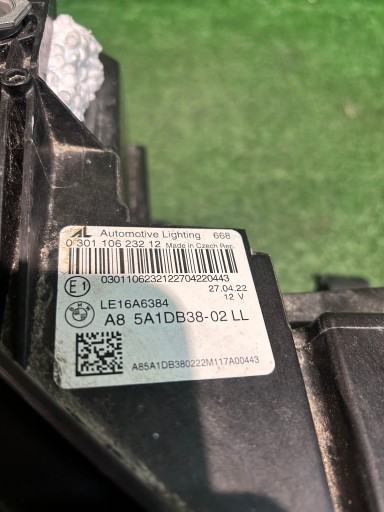 AL Automotive Lighting 668
0 301 106 232 12 Made in Czech Rep.
0301106232122704220443
E1 27.04.22
12 V
LE16A6384
A8 5A1DB38-02 LL
A85A1DB380222M117A00443